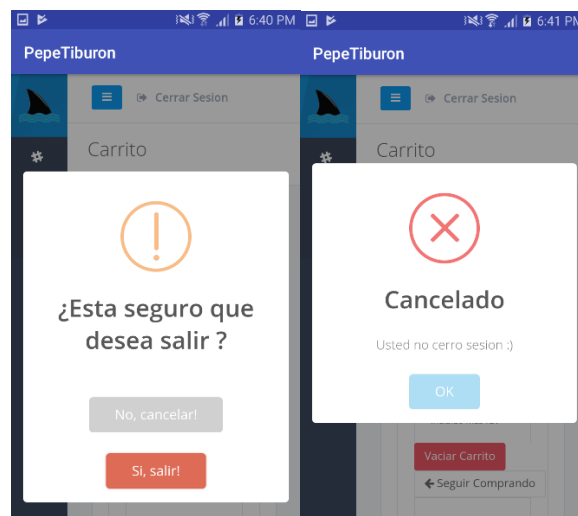 6:40 PM
PepeTiburon
Cerrar Sesion
Carrito
¿Esta seguro que
desea salir ?
No, cancelar!
Si, salir!
6:41 PM
PepeTiburon
Cerrar Sesion
Carrito
Cancelado
Usted no cerro sesion :)
OK
Vaciar Carrito
Seguir Comprando